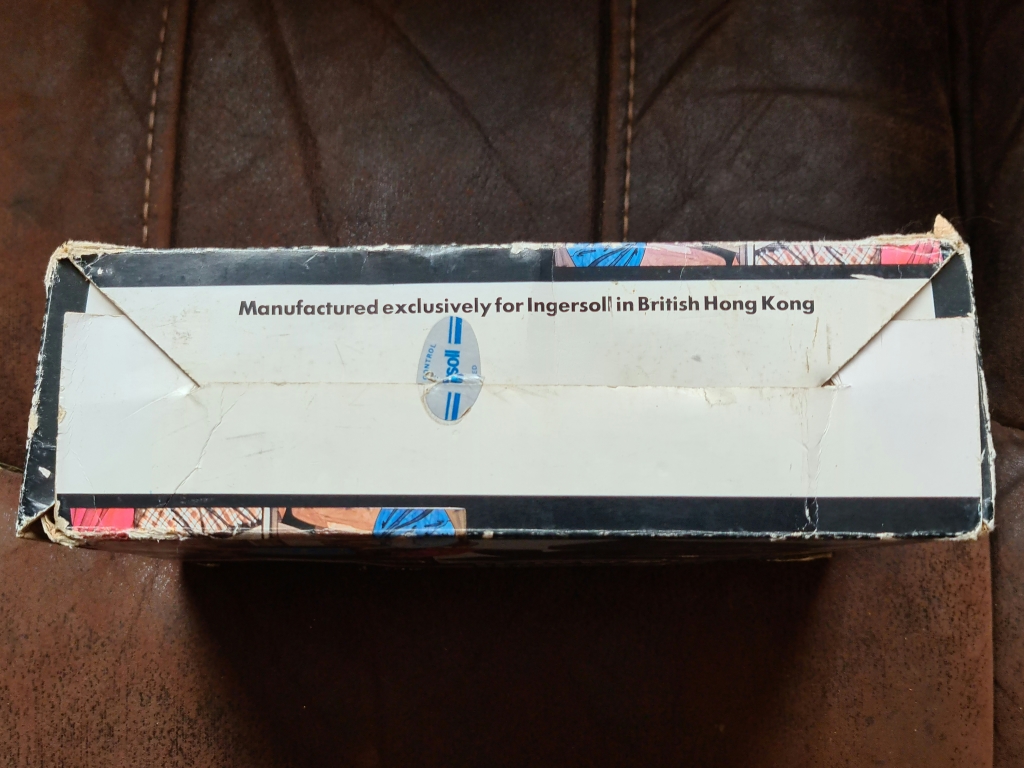 Manufactured exclusively for Ingersoll in British Hong Kong